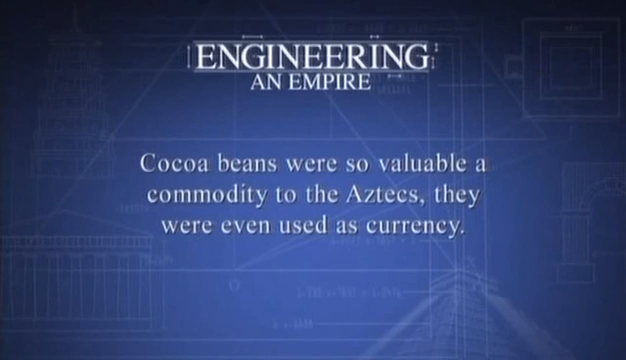 ENGINEERING
AN EMPIRE
Cocoa beans were so valuable a
commodity to the Aztecs, they
were even used as currency.